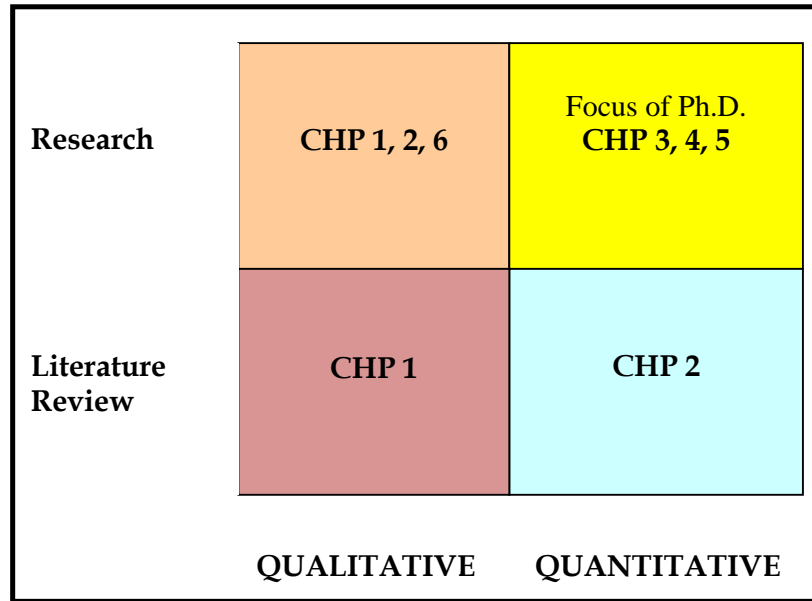 Research
CHP 1, 2, 6
Focus of Ph.D.
CHP 3, 4, 5
Literature
Review
CHP 1
CHP 2
QUALITATIVE
QUANTITATIVE